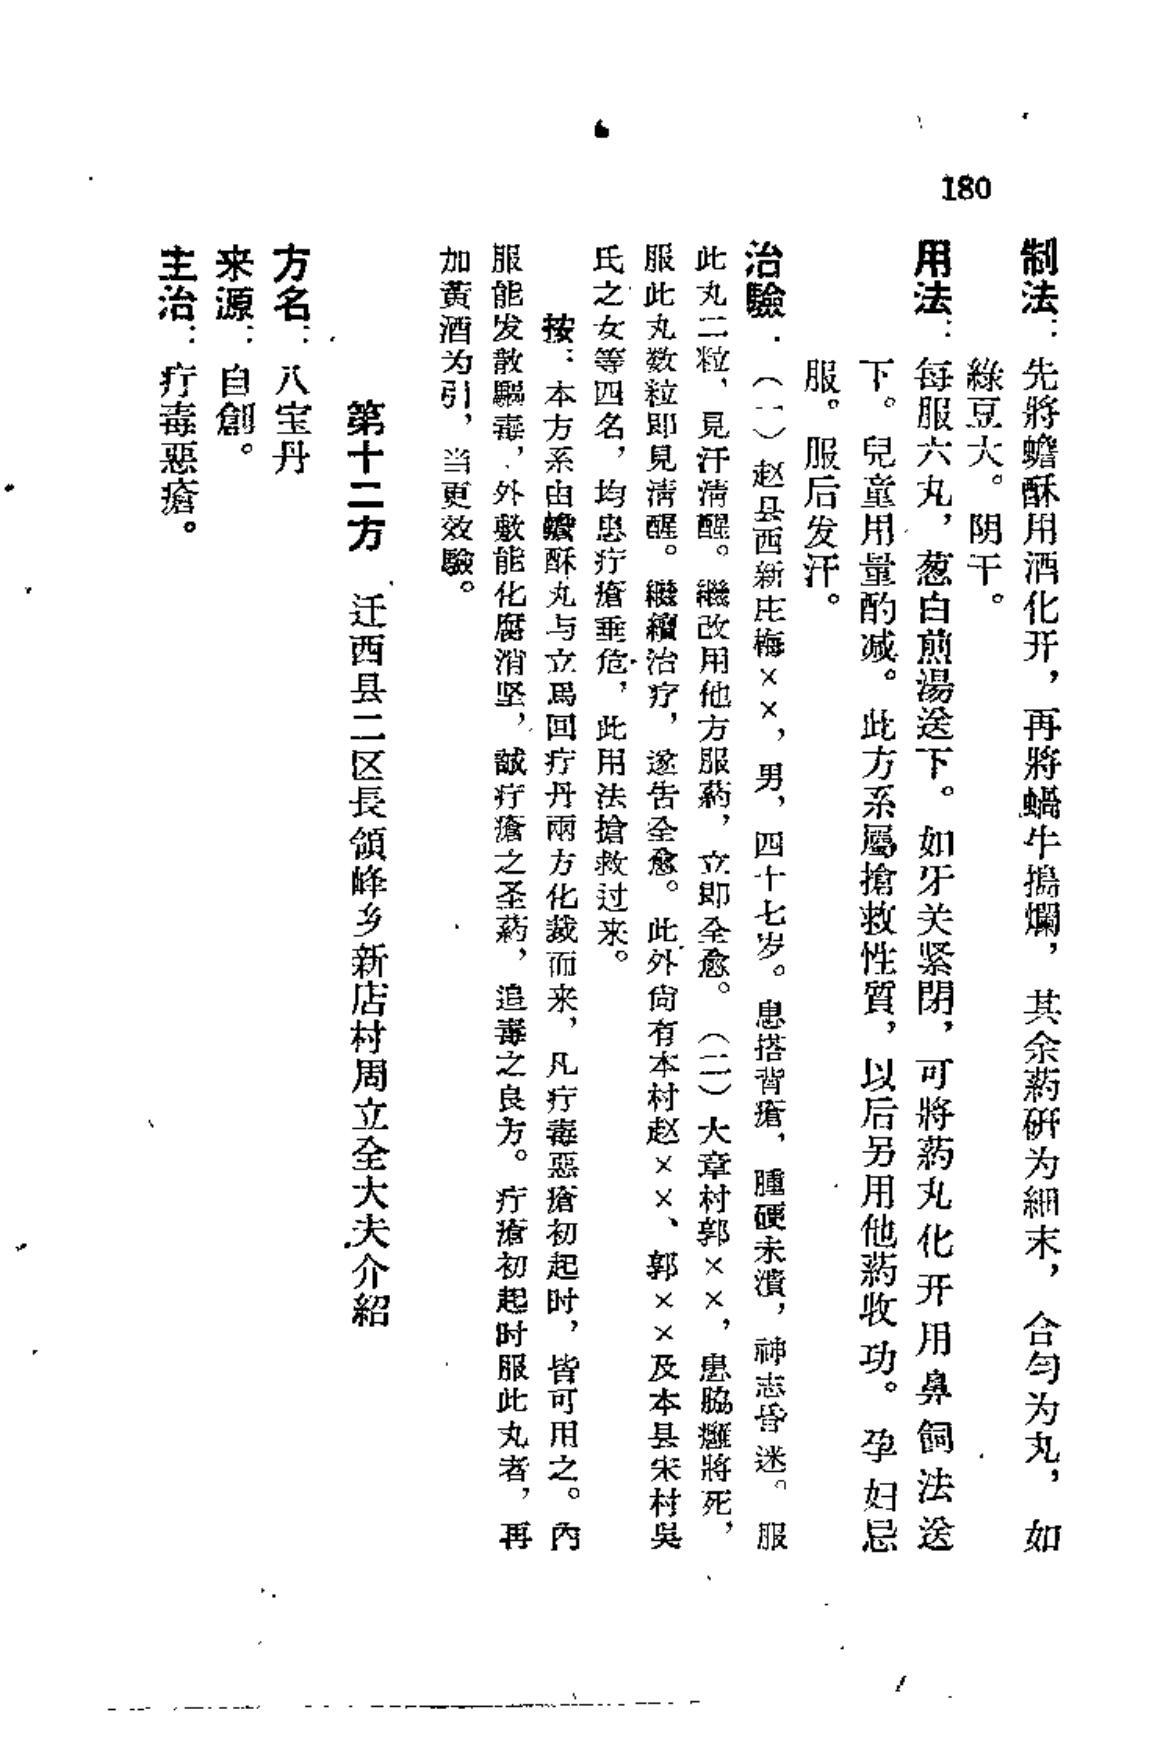 180
制法：先將蟾酥用酒化开，再將蝸牛搗爛，其余葯研为細末，合匀为丸，如
綠豆大。阴干。
用法：每服六丸，葱白煎湯送下。如牙关紧閉，可將葯丸化开用鼻飼法送
下。兒童用量酌减。此方系屬搶救性質，以后另用他葯收功。孕妇忌
服。服后发汗。
治驗：（一）赵县西新庄梅××，男，四十七岁。患搭背瘡，腫硬未潰，神志昏迷。服
此丸二粒，見汗清醒。繼改用他方服葯，立即全愈。（二）大章村郭××，患脇癰將死，
服此丸数粒即見清醒。繼續治疗，遂告全愈。此外尙有本村赵××、郭××及本县宋村吳
氏之女等四名，均患疔瘡垂危，此用法搶救过来。
按：本方系由蟾酥丸与立馬回疔丹兩方化裁而来，凡疔毒惡瘡初起时，皆可用之。內
服能发散驅毒，外敷能化腐消坚，誠疔瘡之圣葯，追毒之良方。疔瘡初起时服此丸者，再
加黃酒为引，当更效驗。
第十二方　迁西县二区長領峰乡新店村周立全大夫介紹
方名：八宝丹
来源：自創。
主治：疔毒惡瘡。